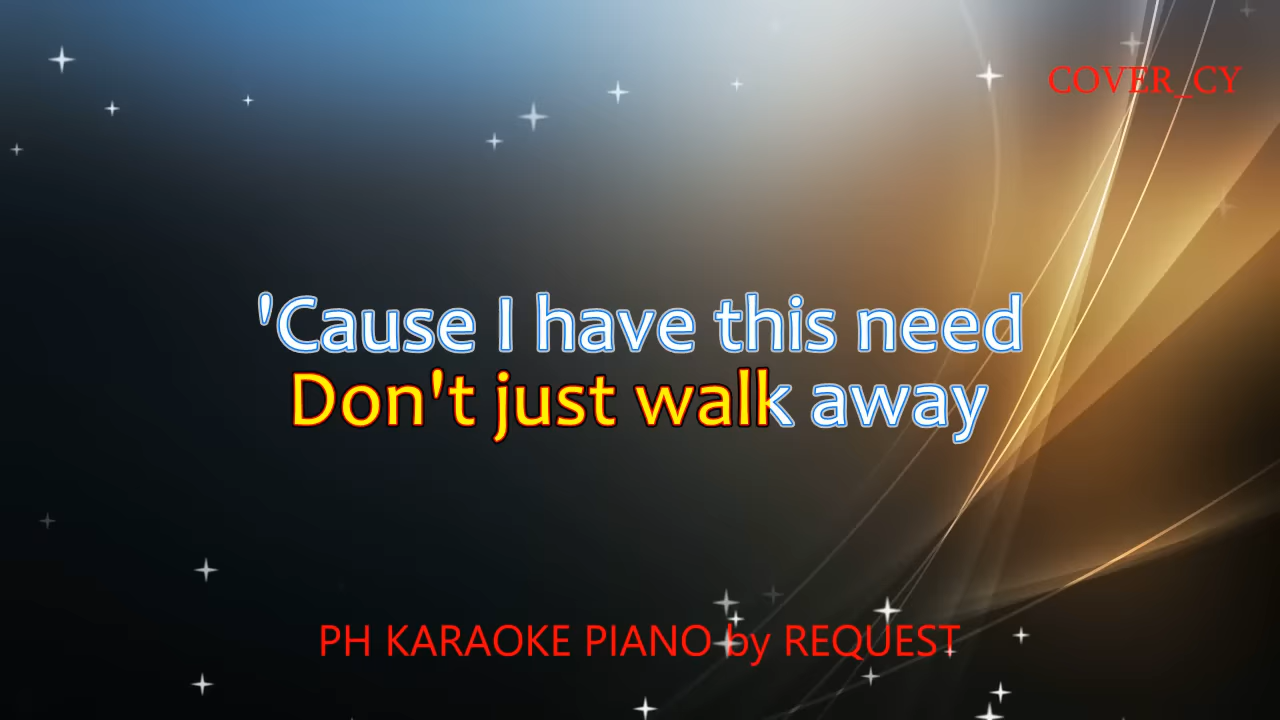 COVER_CY
'Cause I have this need
Don't just walk away
PH KARAOKE PIANO by REQUEST